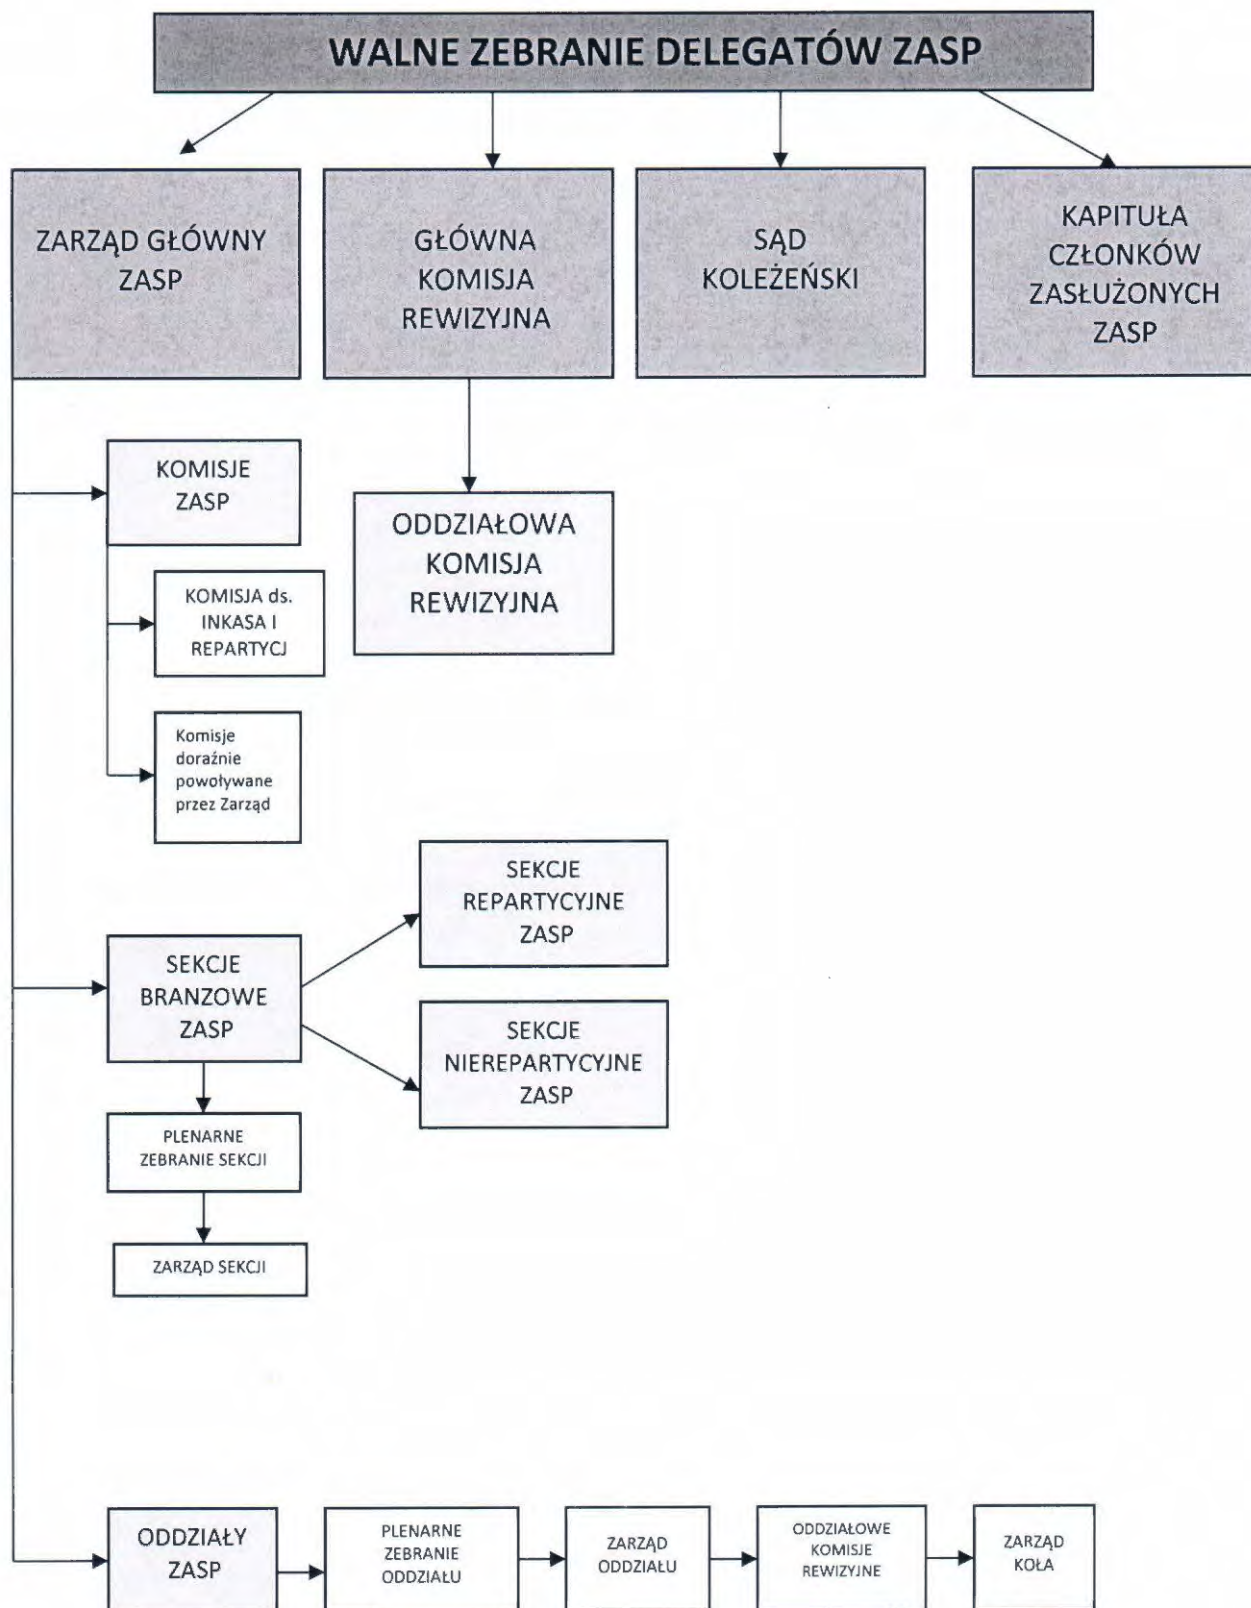 WALNE ZEBRANIE DELEGATÓW ZASP
ZARZĄD GŁÓWNY
ZASP
GŁÓWNA
KOMISJA
REWIZYJNA
SĄD
KOLEŻEŃSKI
KAPITUŁA
CZŁONKÓW
ZASŁUŻONYCH
ZASP
KOMISJE
ZASP
ODDZIAŁOWA
KOMISJA
REWIZYJNA
KOMISJA ds.
INKASA I
REPARTYCJ
Komisje
doraźnie
powoływane
przez Zarząd
SEKCJE
REPARTYCYJNE
ZASP
SEKCJE
BRANZOWE
ZASP
SEKCJE
NIEREPARTYCYJNE
ZASP
PLENARNE
ZEBRANIE SEKCJI
ZARZĄD SEKCJI
ODDZIAŁY
ZASP
PLENARNE
ZEBRANIE
ODDZIAŁU
ZARZĄD
ODDZIAŁU
ODDZIAŁOWE
KOMISJE
REWIZYJNE
ZARZĄD
KOŁA